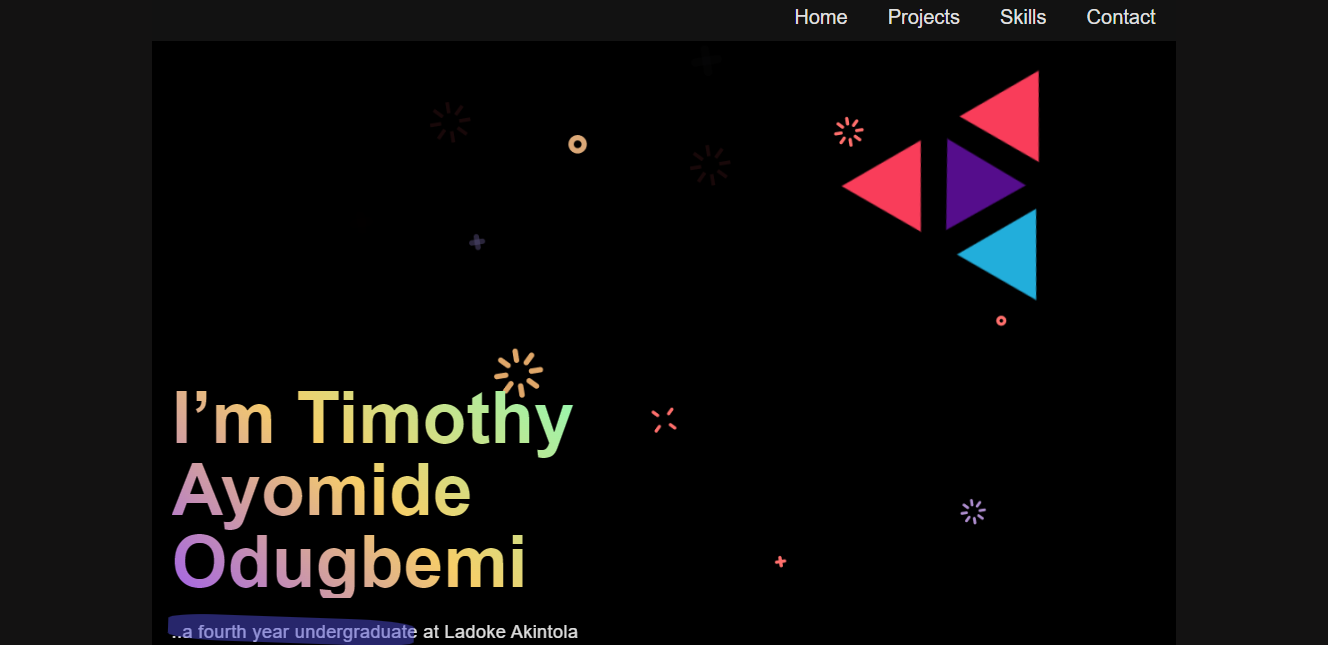 Home Projects Skills Contact
I’m Timothy
Ayomide
Odugbemi
..a fourth year undergraduate at Ladoke Akintola